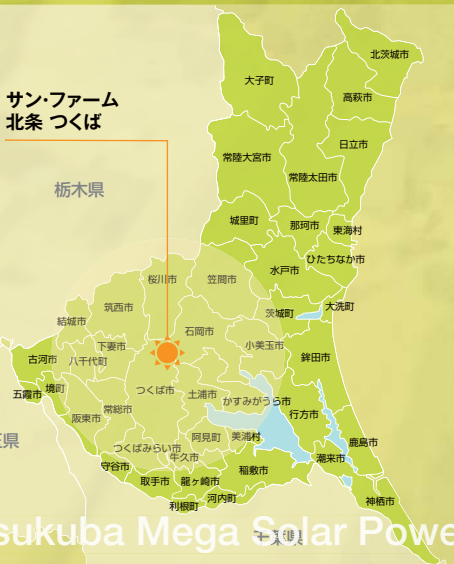 サン・ファーム
北条 つくば
栃木県
北茨城市
大子町
高萩市
日立市
常陸大宮市
常陸太田市
城里町
那珂市
東海村
ひたちなか市
水戸市
桜川市
笠間市
大洗町
筑西市
茨城町
結城市
石岡市
下妻市
小美玉市
古河市
八千代町
鉾田市
境町
五霞市
つくば市
土浦市
かすみがうら市
常総市
坂東市
行方市
阿見町
美浦村
鹿島市
つくばみらい市
牛久市
潮来市
守谷市
稲敷市
取手市
龍ヶ崎市
河内町
利根町
神栖市
県
千葉県
sukuba Mega Solar Powe